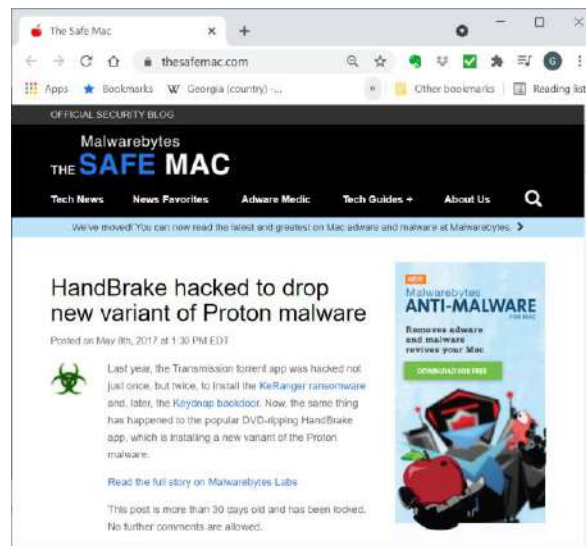 The Safe Mac
thesafemac.com
G
Apps Bookmarks W Georgia (country) -... » Other bookmarks Reading list
OFFICIAL SECURITY BLOG
Malwarebytes
THE SAFE MAC
Tech News News Favorites Adware Medic Tech Guides + About Us
We've moved! You can now read the latest and greatest on Mac adware and malware at Malwarebytes.
HandBrake hacked to drop
new variant of Proton malware
Posted on May 8th, 2017 at 1:30 PM EDT
Last year, the Transmission torrent app was hacked not
just once, but twice, to install the KeRanger ransomware
and, later, the Keydnap backdoor. Now, the same thing
has happened to the popular DVD-ripping HandBrake
app, which is installing a new variant of the Proton
malware.
Read the full story on Malwarebytes Labs
This post is more than 30 days old and has been locked.
No further comments are allowed.
NEW
Malwarebytes
ANTI-MALWARE
FOR MAC
Removes adware
and malware
revives your Mac
DOWNLOAD FOR FREE